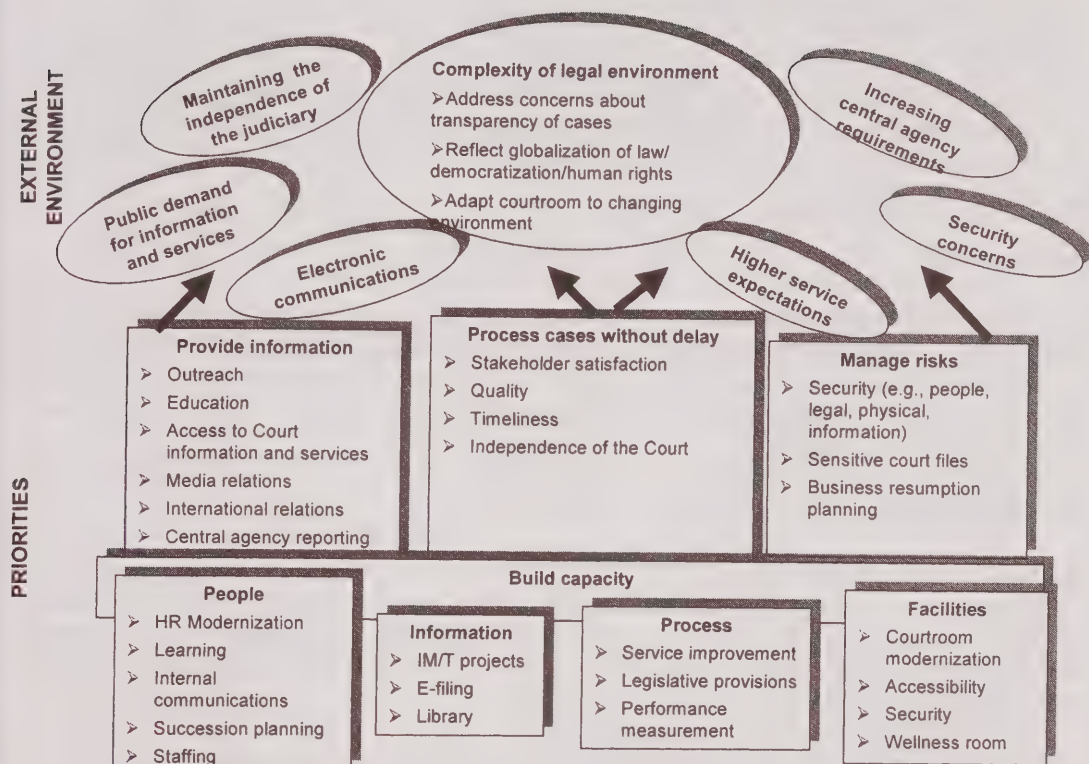 EXTERNAL
ENVIRONMENT
Maintaining the
independence of
the judiciary
Public demand
for information
and services
Electronic
communications
Complexity of legal environment
➢Address concerns about
transparency of cases
➢Reflect globalization of law/
democratization/human rights
➢Adapt courtroom to changing
environment
Increasing
central agency
requirements
Security
concerns
Higher service
expectations
PRIORITIES
Provide information
➢ Outreach
➢ Education
➢ Access to Court
information and services
➢ Media relations
➢ International relations
➢ Central agency reporting
Process cases without delay
➢ Stakeholder satisfaction
➢ Quality
➢ Timeliness
➢ Independence of the Court
Manage risks
➢ Security (e.g., people,
legal, physical,
information)
➢ Sensitive court files
➢ Business resumption
planning
Build capacity
People
➢ HR Modernization
➢ Learning
➢ Internal
communications
➢ Succession planning
➢ Staffing
Information
➢ IM/T projects
➢ E-filing
➢ Library
Process
➢ Service improvement
➢ Legislative provisions
➢ Performance
measurement
Facilities
➢ Courtroom
modernization
➢ Accessibility
➢ Security
➢ Wellness room